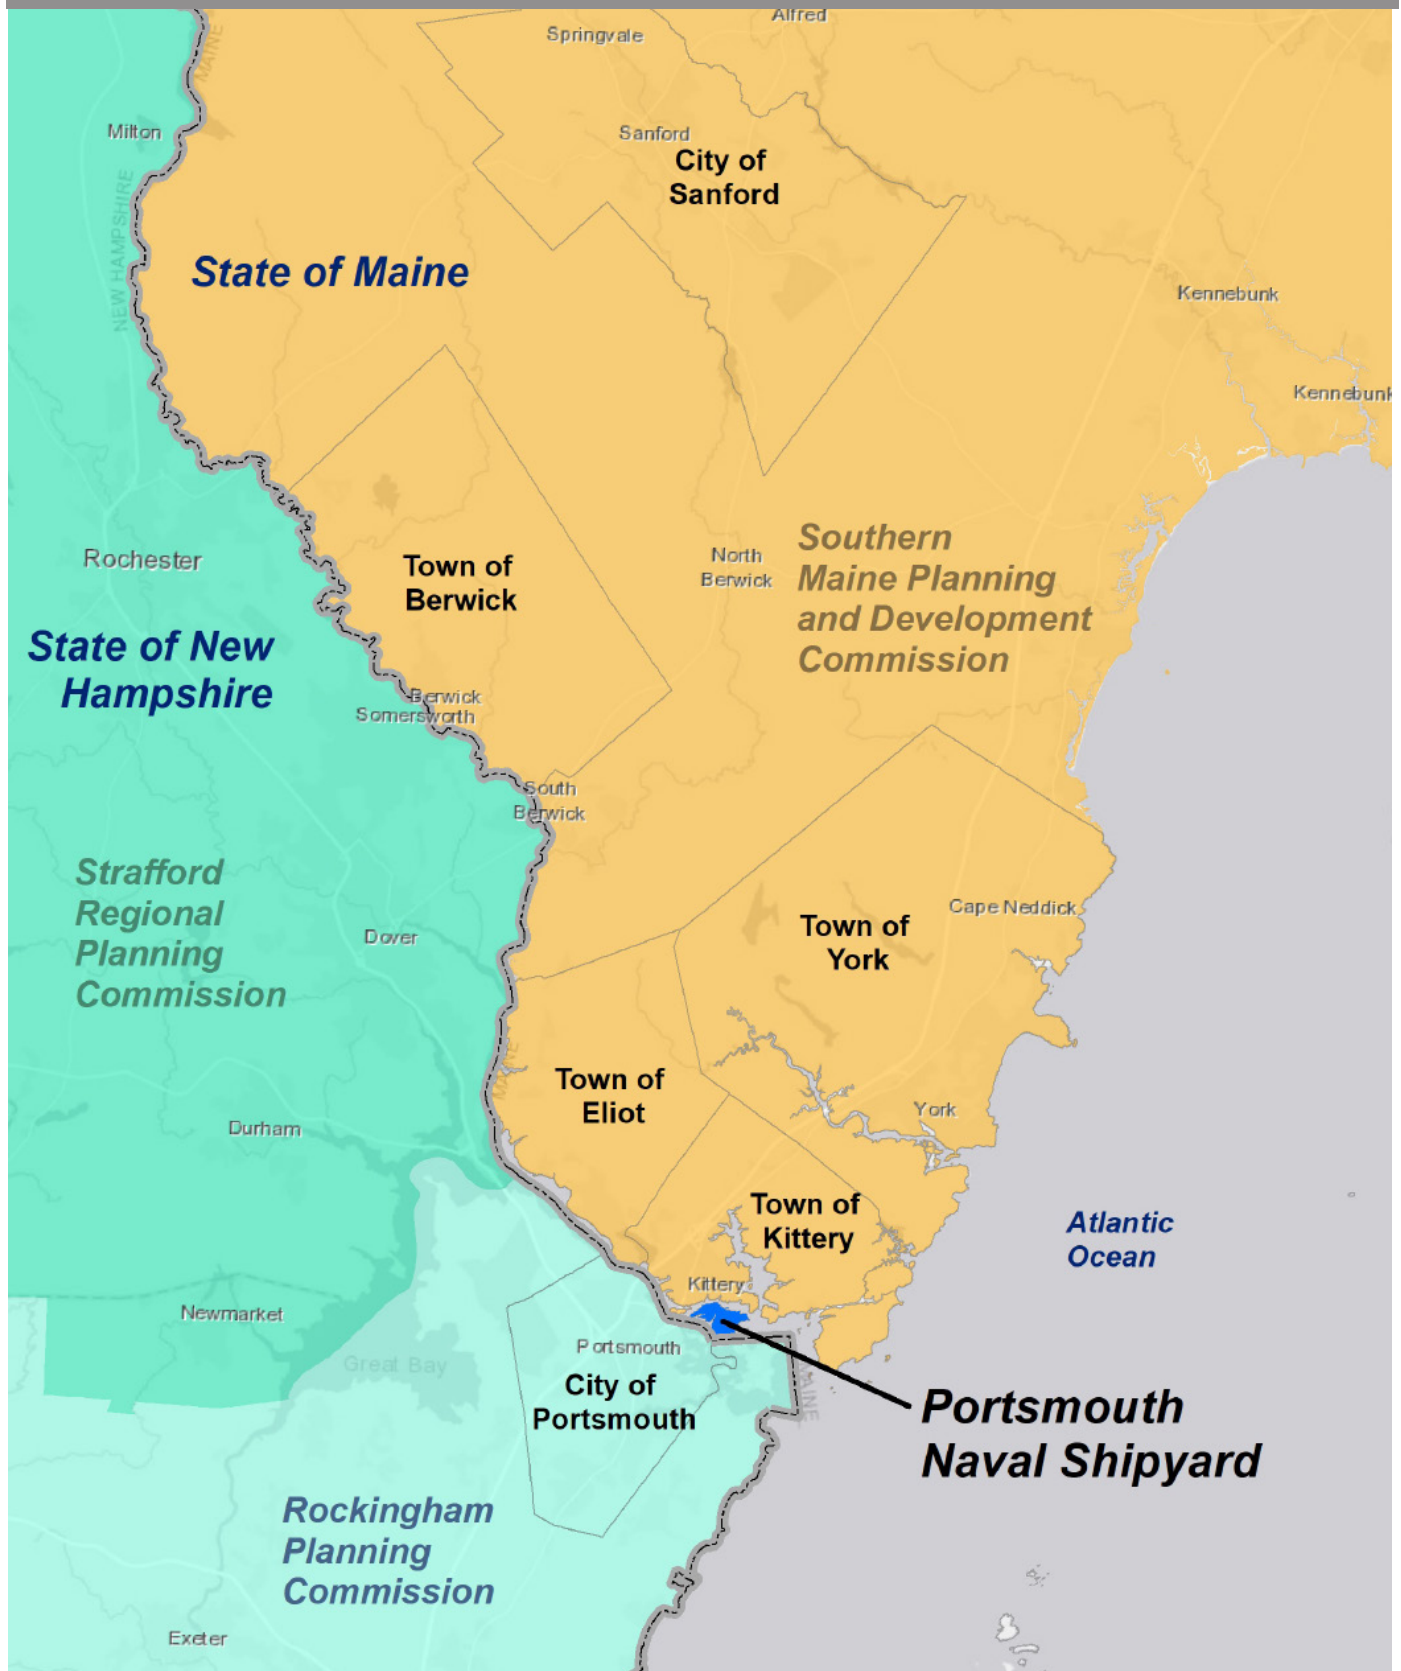 Alfred
Springvale
MAINE
Milton
Sanford
City of
Sanford
NEW HAMPSHIRE
State of Maine
Kennebunk
Kennebunk
Southern
Maine Planning
and Development
Commission
North
Berwick
Rochester
Town of
Berwick
State of New
Hampshire
Berwick
Somersworth
South
Berwick
Strafford
Regional
Planning
Commission
Dover
Cape Neddick
Town of
York
MAINE
Town of
Eliot
York
Durham
Town of
Kittery
Atlantic
Ocean
Kittery
Newmarket
Portsmouth
Great Bay
City of
Portsmouth
MAINE
Portsmouth
Naval Shipyard
Rockingham
Planning
Commission
Exeter